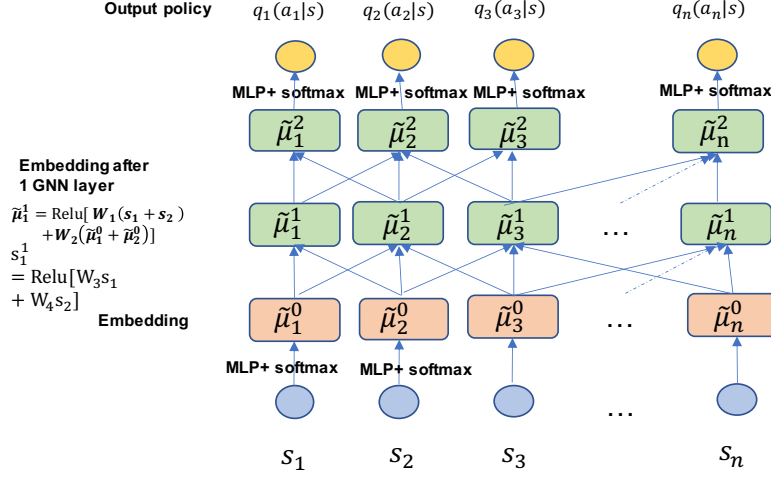 Output policy q₁(a₁|s) q₂(a₂|s) q₃(a₃|s) qₙ(aₙ|s)
MLP+ softmax MLP+ softmax MLP+ softmax MLP+ softmax
μ̃₁² μ̃₂² μ̃₃² μ̃ₙ²
Embedding after
1 GNN layer
μ̃₁¹ = Relu[ W₁(s₁ + s₂ )
+W₂(μ̃₁⁰ + μ̃₂⁰)]
s₁¹
= Relu[W₃s₁
+ W₄s₂]
μ̃₁¹ μ̃₂¹ μ̃₃¹ ... μ̃ₙ¹
Embedding μ̃₁⁰ μ̃₂⁰ μ̃₃⁰ ... μ̃ₙ⁰
MLP+ softmax MLP+ softmax
...
s₁ s₂ s₃ sₙ